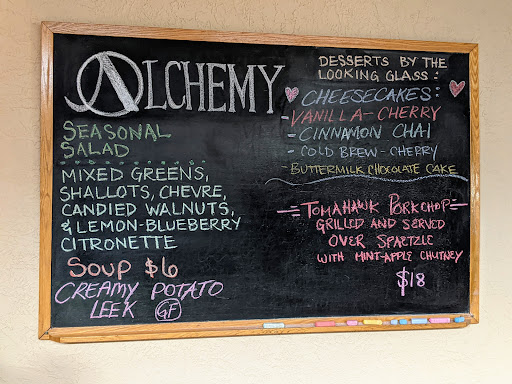 ALCHEMY
SEASONAL
SALAD
MIXED GREENS,
SHALLOTS, CHEVRE,
CANDIED WALNUTS,
& LEMON-BLUEBERRY
CITRONETTE
SOUP $6
CREAMY POTATO
LEEK GF
DESSERTS BY THE
LOOKING GLASS:
CHEESECAKES:
-VANILLA-CHERRY
-CINNAMON CHAI
-COLD BREW-CHERRY
-BUTTERMILK CHOCOLATE CAKE
TOMAHAWK PORKCHOP
GRILLED AND SERVED
OVER SPAETZLE
WITH MINT-APPLE CHUTNEY
$18